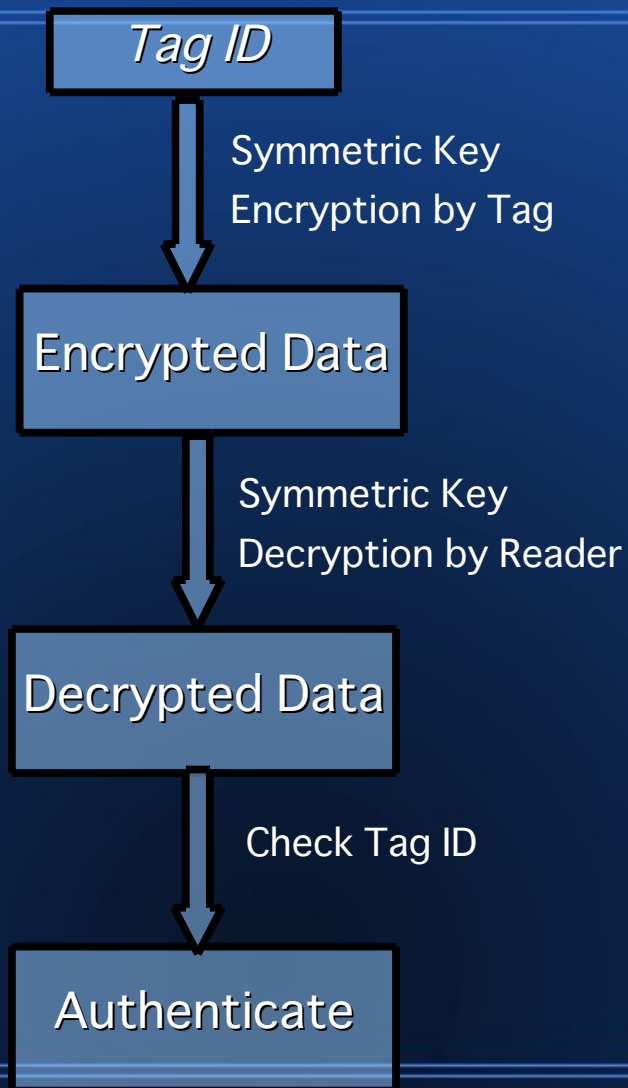 Tag ID
Symmetric Key
Encryption by Tag
Encrypted Data
Symmetric Key
Decryption by Reader
Decrypted Data
Check Tag ID
Authenticate